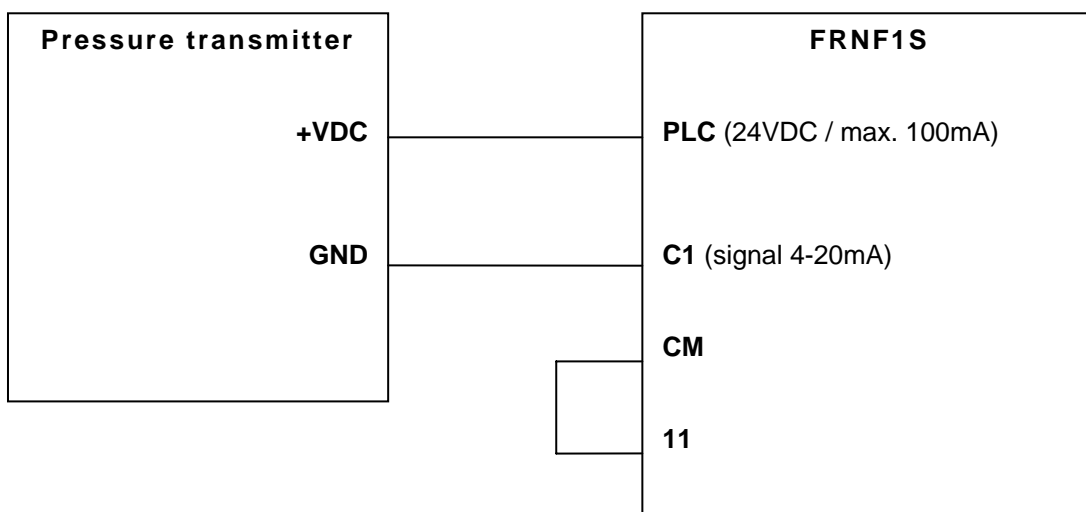 Pressure transmitter
FRNF1S
+VDC
PLC (24VDC / max. 100mA)
GND
C1 (signal 4-20mA)
CM
11